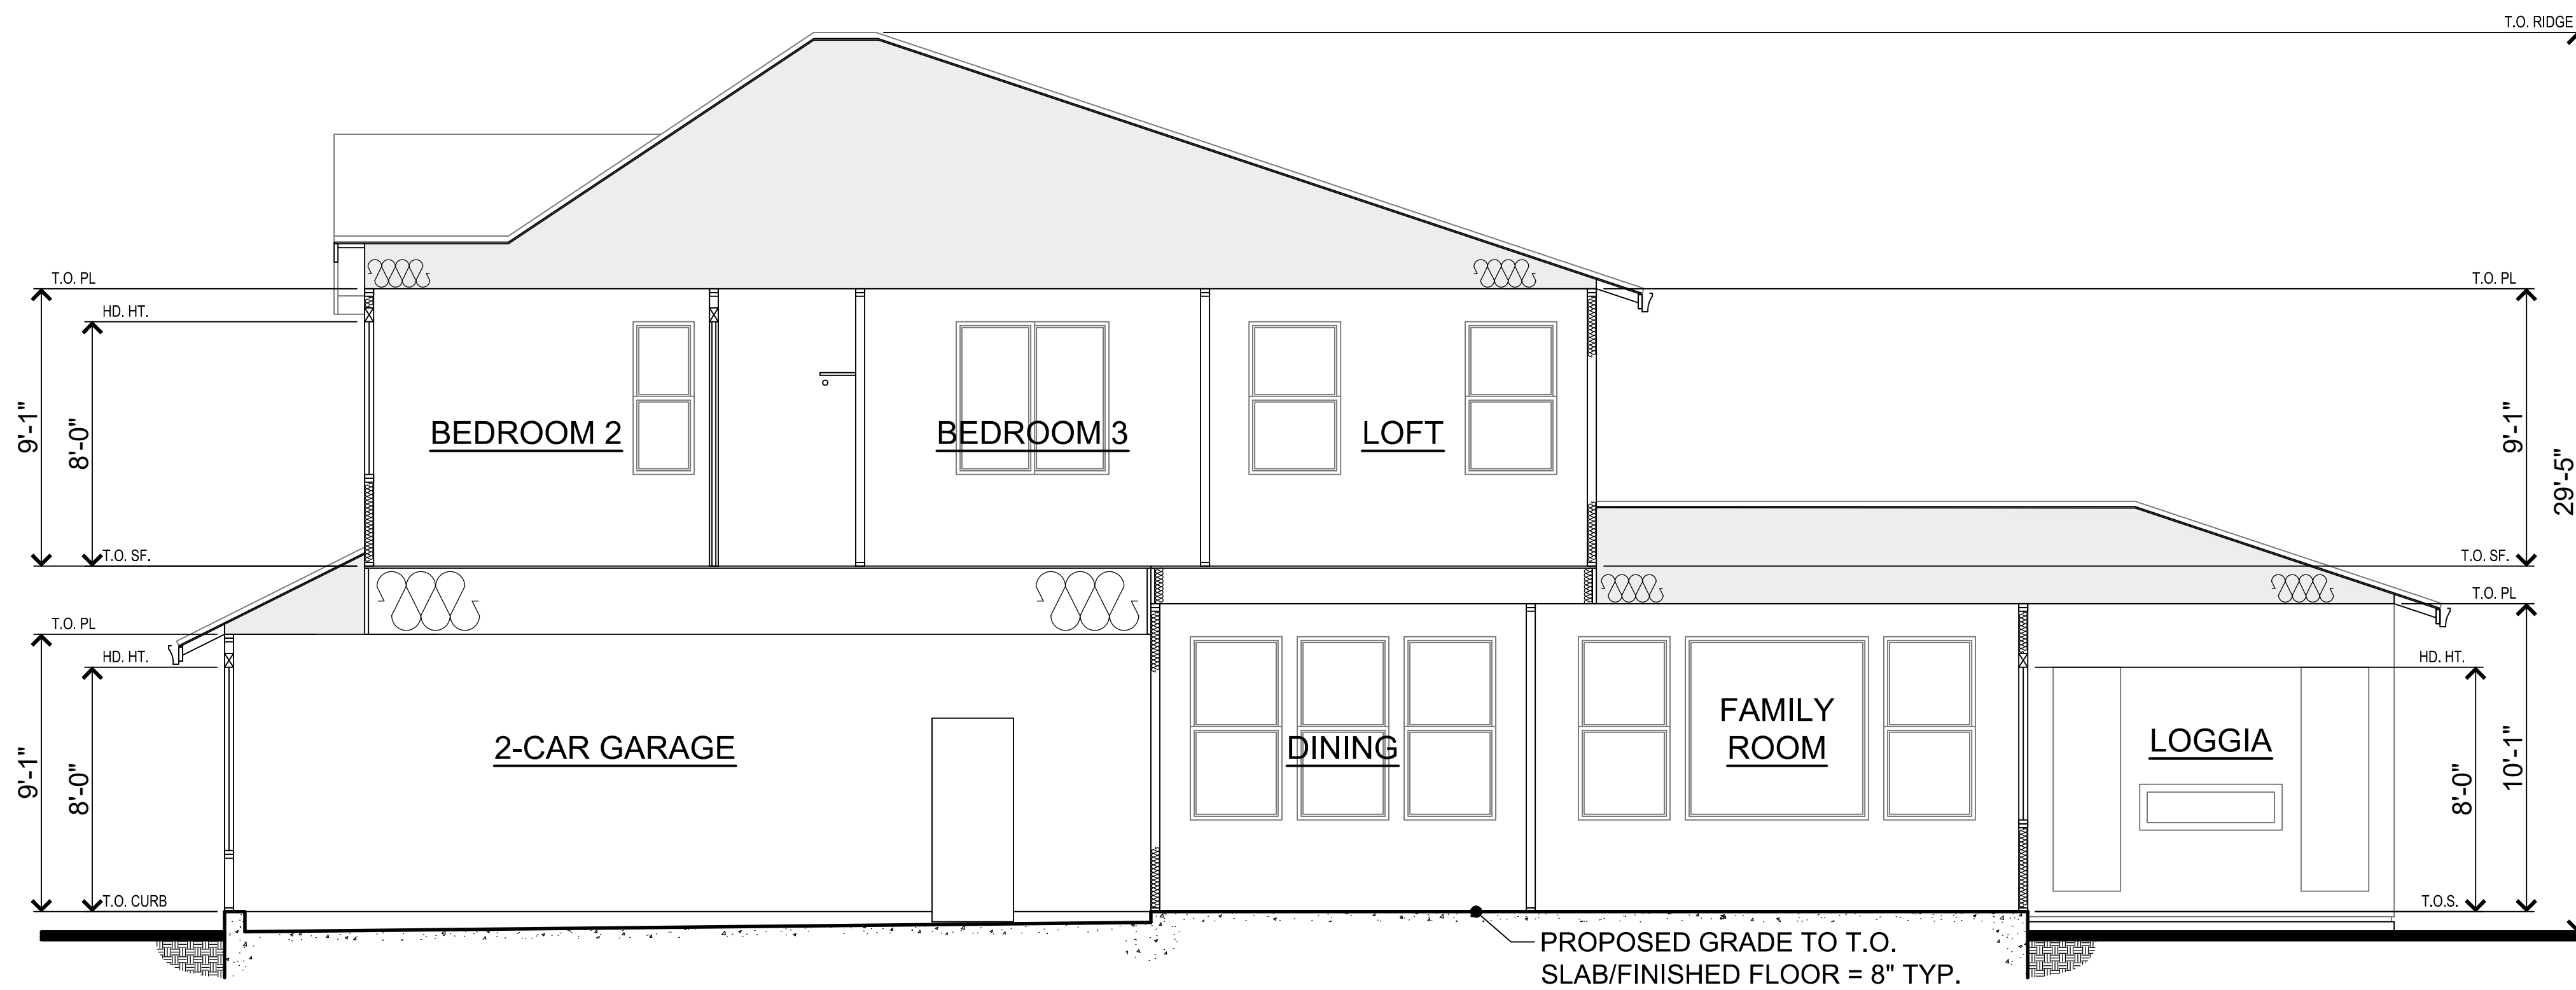 T.O. RIDGE
T.O. PL
T.O. PL
HD. HT.
9'-1"
8'-0"
9'-1"
29'-5"
BEDROOM 2
BEDROOM 3
LOFT
T.O. SF.
T.O. SF.
T.O. PL
T.O. PL
HD. HT.
HD. HT.
9'-1"
8'-0"
8'-0"
10'-1"
2-CAR GARAGE
DINING
FAMILY
ROOM
LOGGIA
T.O. CURB
T.O.S.
PROPOSED GRADE TO T.O.
SLAB/FINISHED FLOOR = 8" TYP.